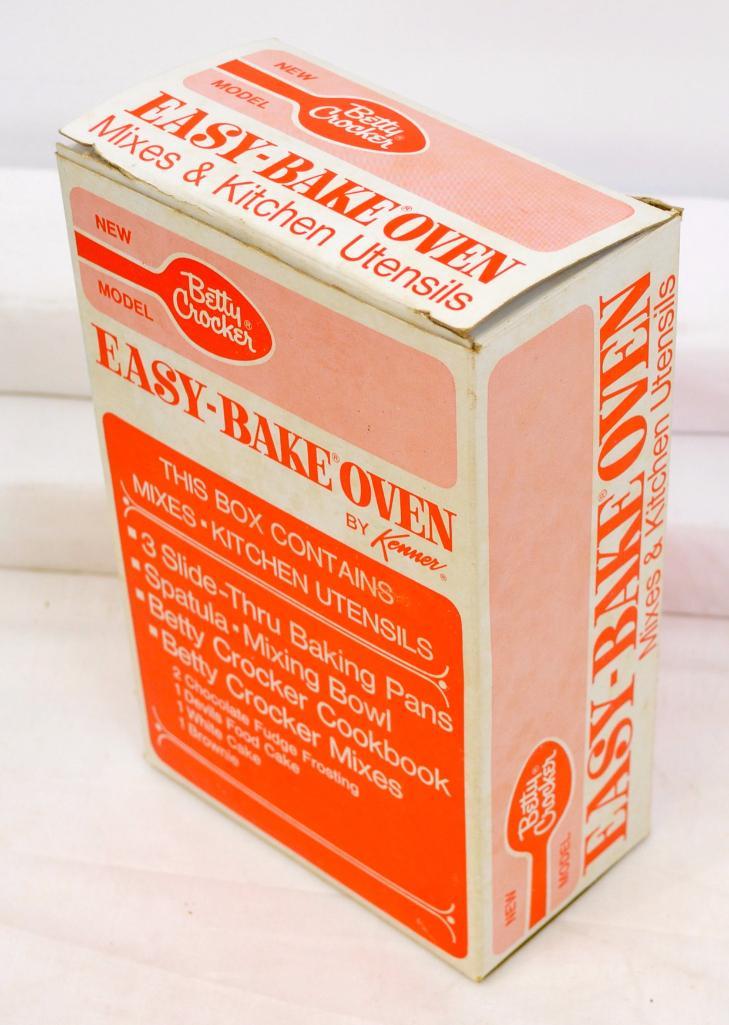 NEW
MODEL
Betty
Crocker®
EASY-BAKE® OVEN
Mixes & Kitchen Utensils
NEW
MODEL
Betty
Crocker®
EASY-BAKE® OVEN
BY Kenner®
THIS BOX CONTAINS
MIXES • KITCHEN UTENSILS
▪ 3 Slide-Thru Baking Pans
▪ Spatula • Mixing Bowl
▪ Betty Crocker Cookbook
▪ Betty Crocker Mixes
2 Chocolate Fudge Frosting
1 Devils Food Cake
1 White Cake
1 Brownie
EASY-BAKE® OVEN
Mixes & Kitchen Utensils
Betty
Crocker®
NEW
MODEL